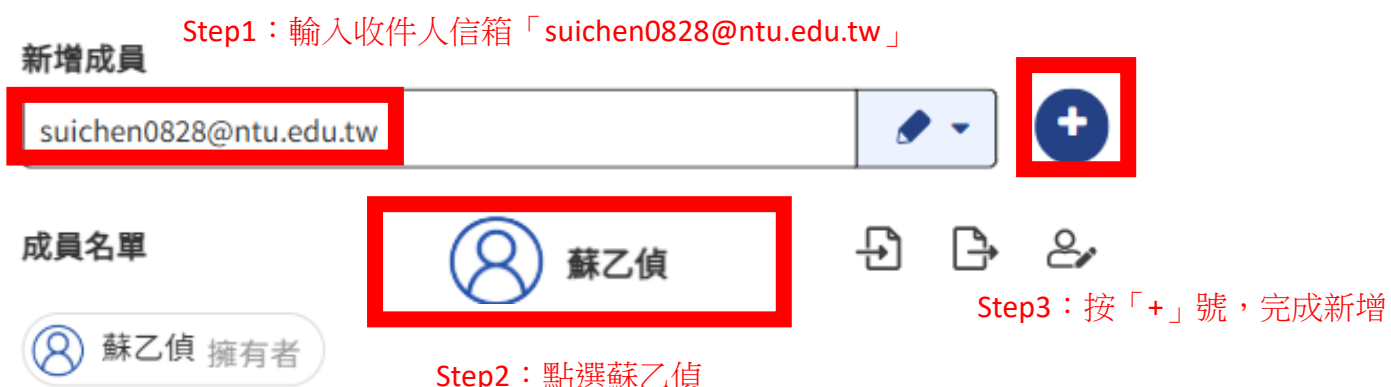 Step1：輸入收件人信箱「suichen0828@ntu.edu.tw」
新增成員
suichen0828@ntu.edu.tw
成員名單
蘇乙偵
Step3：按「+」號，完成新增
蘇乙偵 擁有者
Step2：點選蘇乙偵